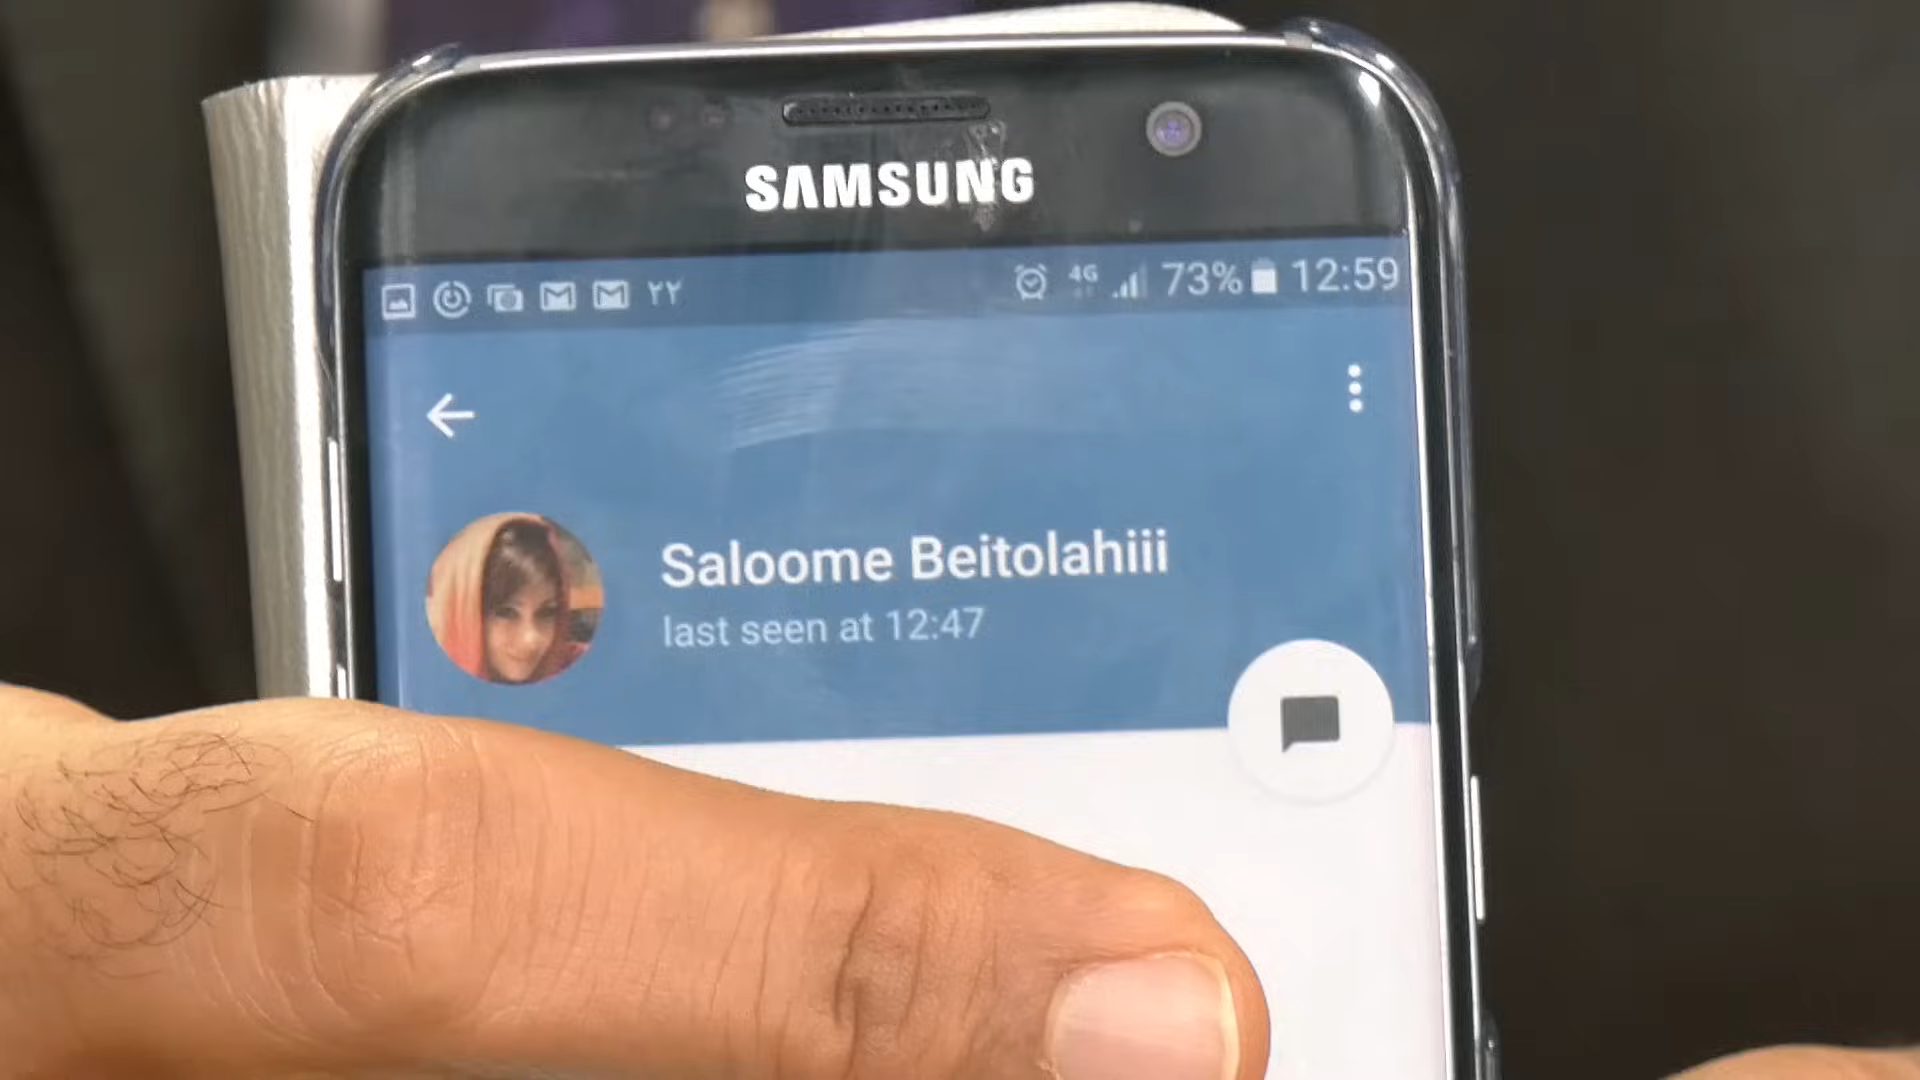 SAMSUNG
۲۲ 4G 73% 12:59
Saloome Beitolahiii
last seen at 12:47